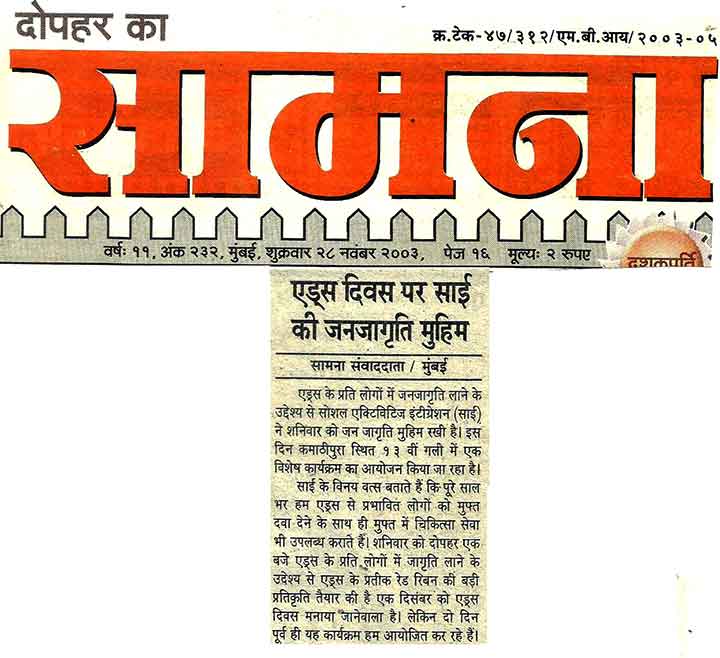 दोपहर का
क्र.टेक-४७/३१२/एम.बी.आय/२००३-०५
सामना
वर्षः ११, अंक २३२, मुंबई, शुक्रवार २८ नवंबर २००३, पेज १६ मूल्यः २ रुपए
दशकपूर्ति
एड्स दिवस पर साई
की जनजागृति मुहिम
सामना संवाददाता / मुंबई
एड्स के प्रति लोगों में जनजागृति लाने के
उद्देश्य से सोशल एक्टिविटिज इंटीग्रेशन (साई)
ने शनिवार को जन जागृति मुहिम रखी है। इस
दिन कमाठीपुरा स्थित १३ वीं गली में एक
विशेष कार्यक्रम का आयोजन किया जा रहा है।
साई के विनय वत्स बताते हैं कि पूरे साल
भर हम एड्स से प्रभावित लोगों को मुफ्त
दवा देने के साथ ही मुफ्त में चिकित्सा सेवा
भी उपलब्ध कराते हैं। शनिवार को दोपहर एक
बजे एड्स के प्रति लोगों में जागृति लाने के
उदेश्य से एड्स के प्रतीक रेड रिवन की बड़ी
प्रतिकृति तैयार की है एक दिसंबर को एड्स
दिवस मनाया जानेवाला है। लेकिन दो दिन
पूर्व ही यह कार्यक्रम हम आयोजित कर रहे हैं।